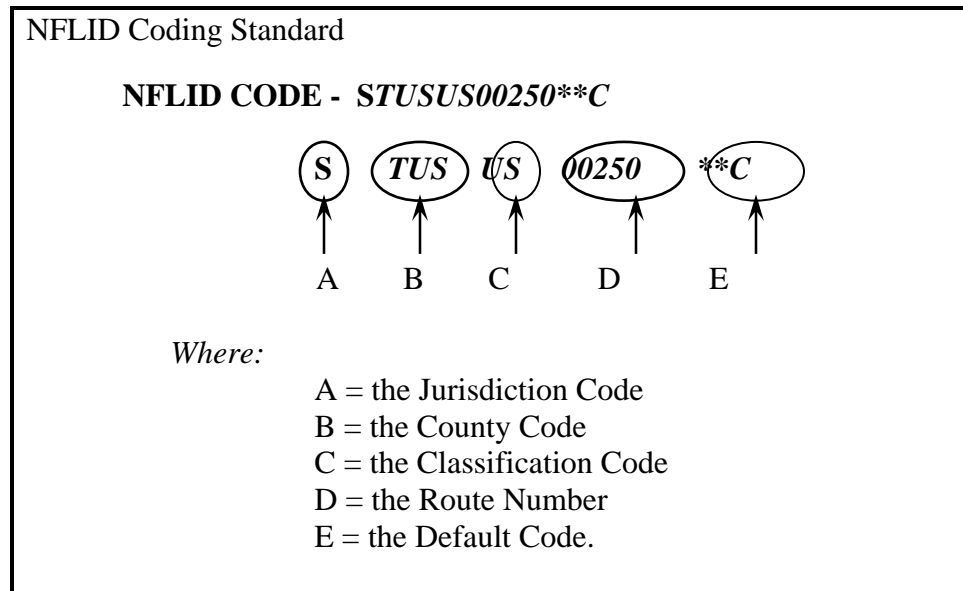 NFLID Coding Standard
NFLID CODE - STUSUS00250**C
S TUS US 00250 **C
A B C D E
Where:
A = the Jurisdiction Code
B = the County Code
C = the Classification Code
D = the Route Number
E = the Default Code.